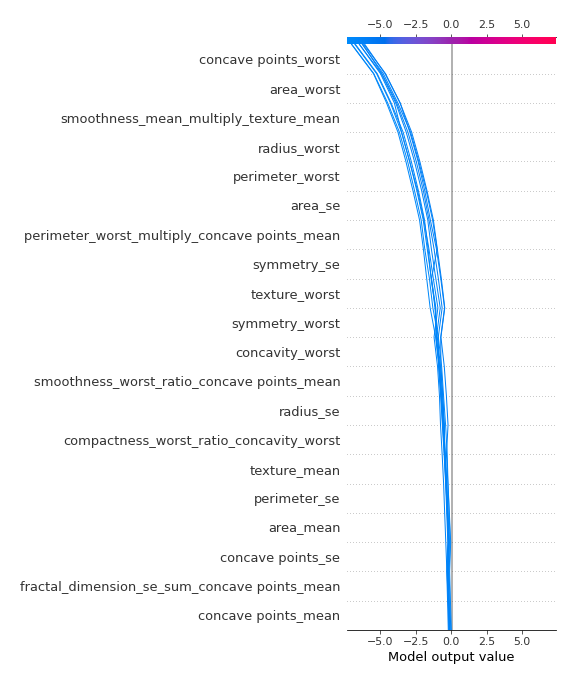 −5.0 −2.5 0.0 2.5 5.0
concave points_worst
area_worst
smoothness_mean_multiply_texture_mean
radius_worst
perimeter_worst
area_se
perimeter_worst_multiply_concave points_mean
symmetry_se
texture_worst
symmetry_worst
concavity_worst
smoothness_worst_ratio_concave points_mean
radius_se
compactness_worst_ratio_concavity_worst
texture_mean
perimeter_se
area_mean
concave points_se
fractal_dimension_se_sum_concave points_mean
concave points_mean
−5.0 −2.5 0.0 2.5 5.0
Model output value